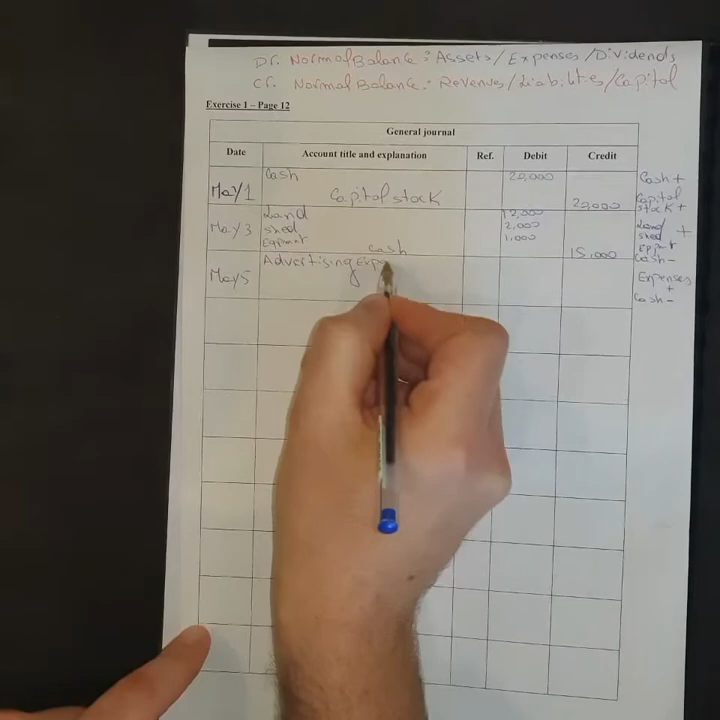 Dr. Normal Balance: Assets/Expenses/Dividends
Cr. Normal Balance: Revenues/Liabilities/Capital
Exercise 1 – Page 12
General journal
Date Account title and explanation Ref. Debit Credit
Cash 20,000 Cash +
May 1 Capital stock 20,000 Capital stock +
Land 12,000 Land
May 3 shed 2,000 shed +
Eqpmnt 1,000 Eqpmnt
cash 15,000 Cash -
Advertising Exp
May 5 Expenses +
Cash -